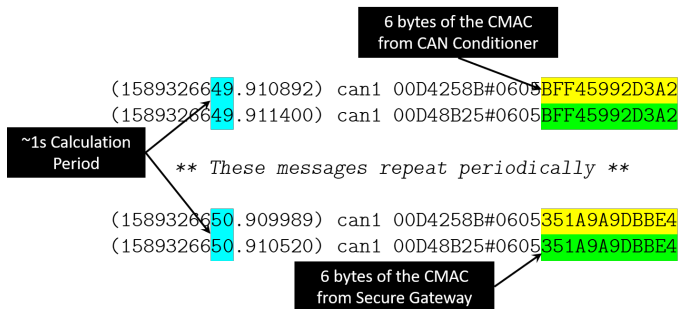 6 bytes of the CMAC
from CAN Conditioner
(1589326649.910892) can1 00D4258B#0605BFF45992D3A2
(1589326649.911400) can1 00D48B25#0605BFF45992D3A2
~1s Calculation
Period
** These messages repeat periodically **
(1589326650.909989) can1 00D4258B#0605351A9A9DBBE4
(1589326650.910520) can1 00D48B25#0605351A9A9DBBE4
6 bytes of the CMAC
from Secure Gateway